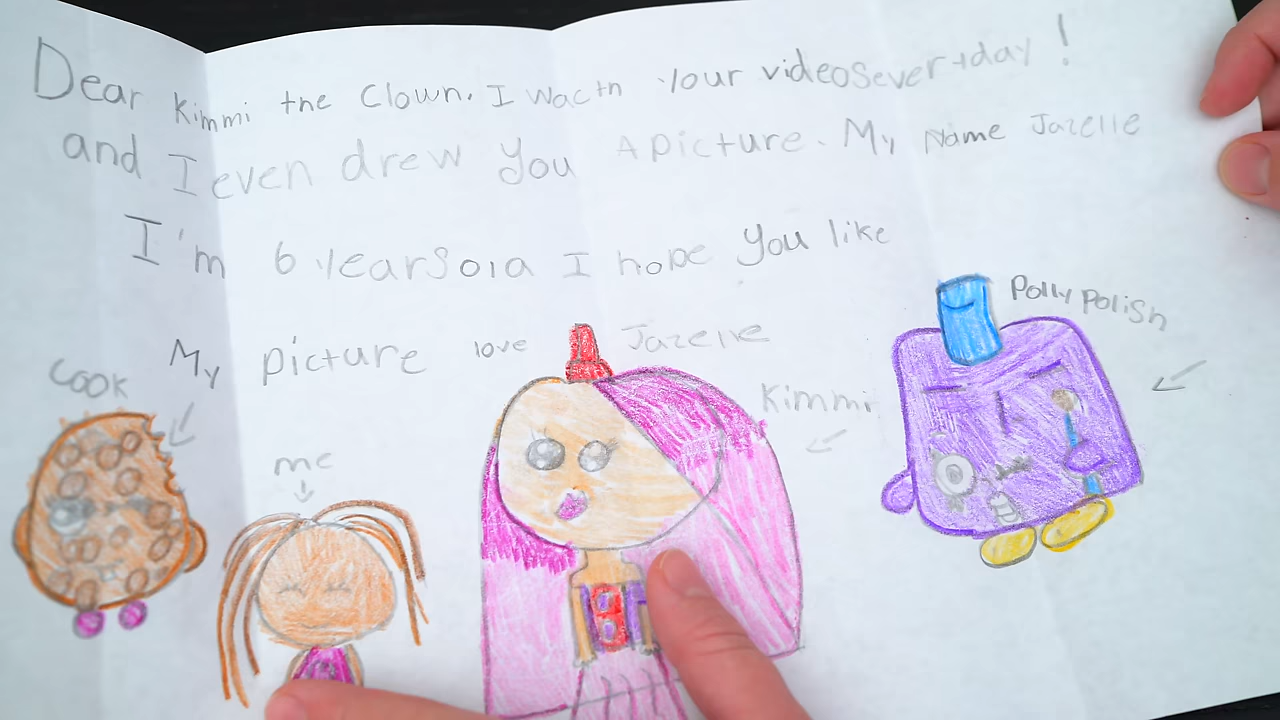 Dear Kimmi the Clown. I wacth your videosever‑day!
and I even drew you A picture. My Name Jazelle
I'm 6 yearsold I hope you like
My picture love Jazelle
Cook
me
Kimmi
Polly polish